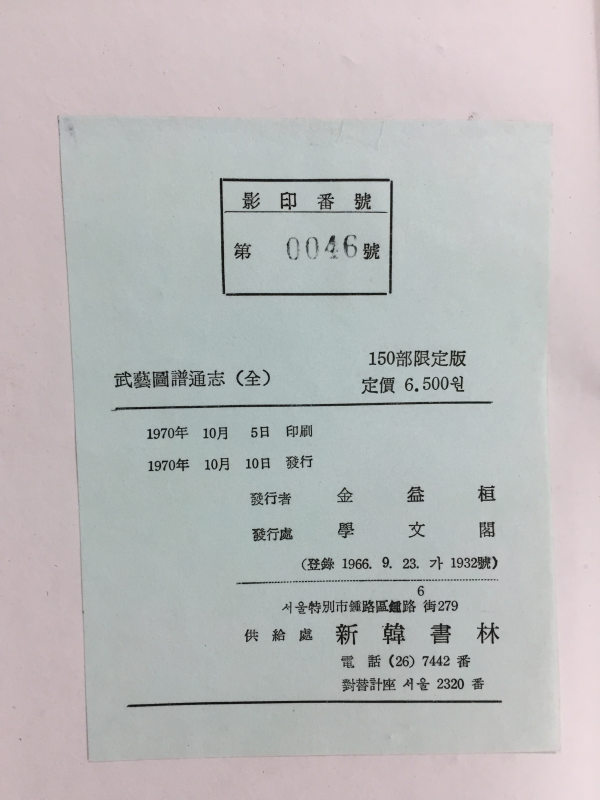 影印番號
第 0046 號
150部限定版
武藝圖譜通志（全）
定價 6.500원
1970年 10月 5日 印刷
1970年 10月 10日 發行
發行者 金益桓
發行處 學文閣
(登錄 1966. 9. 23. 가 1932號)
6
서울特別市鍾路區鍾路 街279
供給處 新韓書林
電話 (26) 7442 番
對替計座 서울 2320 番